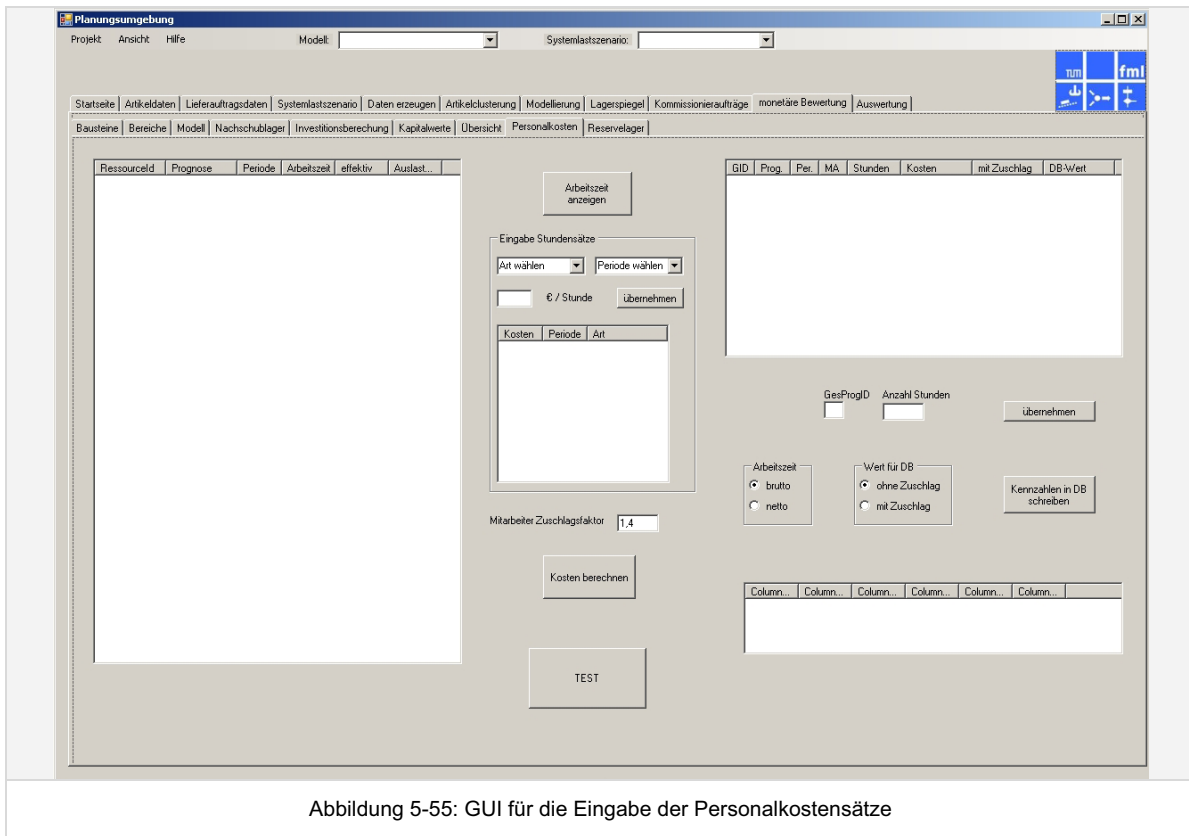 Planungsumgebung
Projekt Ansicht Hilfe Modell: Systemlastszenario:
TUM fml
Startseite Artikeldaten Lieferauftragsdaten Systemlastszenario Daten erzeugen Artikelclusterung Modellierung Lagerspiegel Kommissionieraufträge monetäre Bewertung Auswertung
Bausteine Bereiche Modell Nachschublager Investitionsberechung Kapitalwerte Übersicht Personalkosten Reservelager
RessourceId Prognose Periode Arbeitszeit effektiv Auslast...
Arbeitszeit
anzeigen
Eingabe Stundensätze
Art wählen Periode wählen
€ / Stunde übernehmen
Kosten Periode Art
Mitarbeiter Zuschlagsfaktor 1,4
Kosten berechnen
TEST
GID Prog. Per. MA Stunden Kosten mit Zuschlag DB-Wert
GesProgID Anzahl Stunden
übernehmen
Arbeitszeit
brutto
netto
Wert für DB
ohne Zuschlag
mit Zuschlag
Kennzahlen in DB
schreiben
Column... Column... Column... Column... Column... Column...
Abbildung 5-55: GUI für die Eingabe der Personalkostensätze